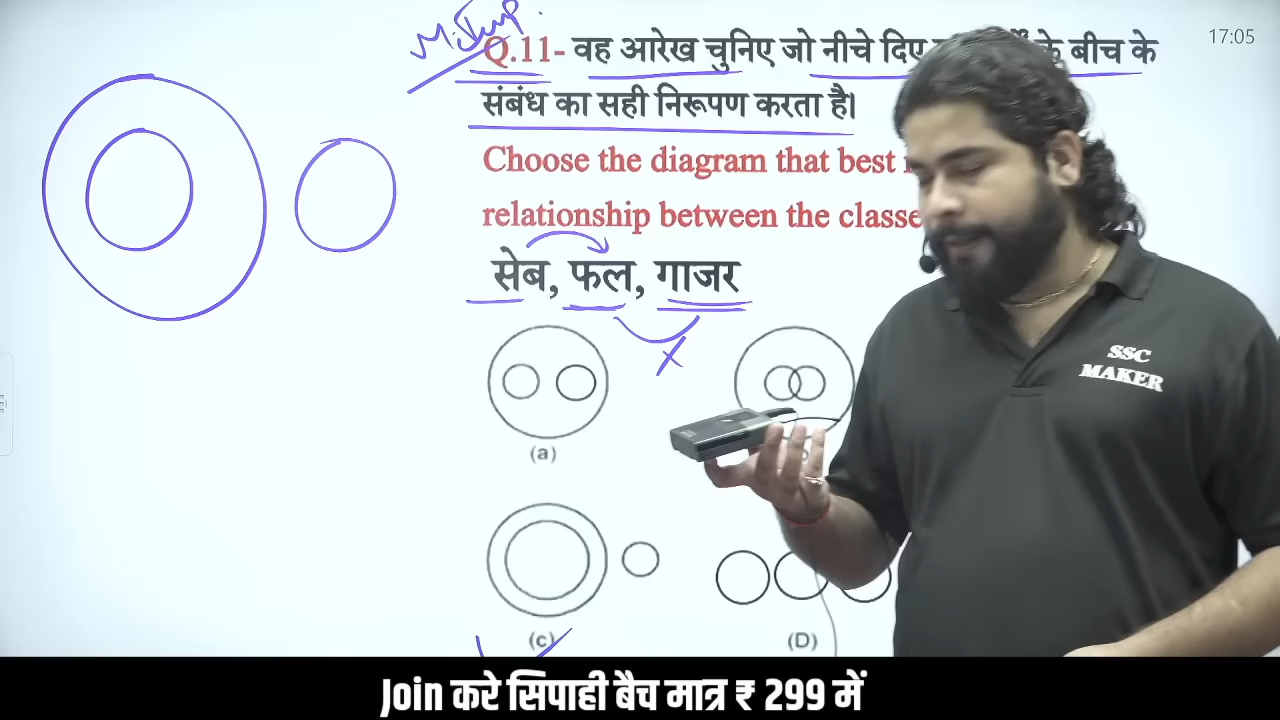 17:05
M. Imp.
Q.11- वह आरेख चुनिए जो नीचे दिए के बीच के
संबंध का सही निरूपण करता है।
Choose the diagram that best
relationship between the classe
सेब, फल, गाजर
(a)
(c)
(D)
SSC
MAKER
Join करे सिपाही बैच मात्र ₹ 299 में